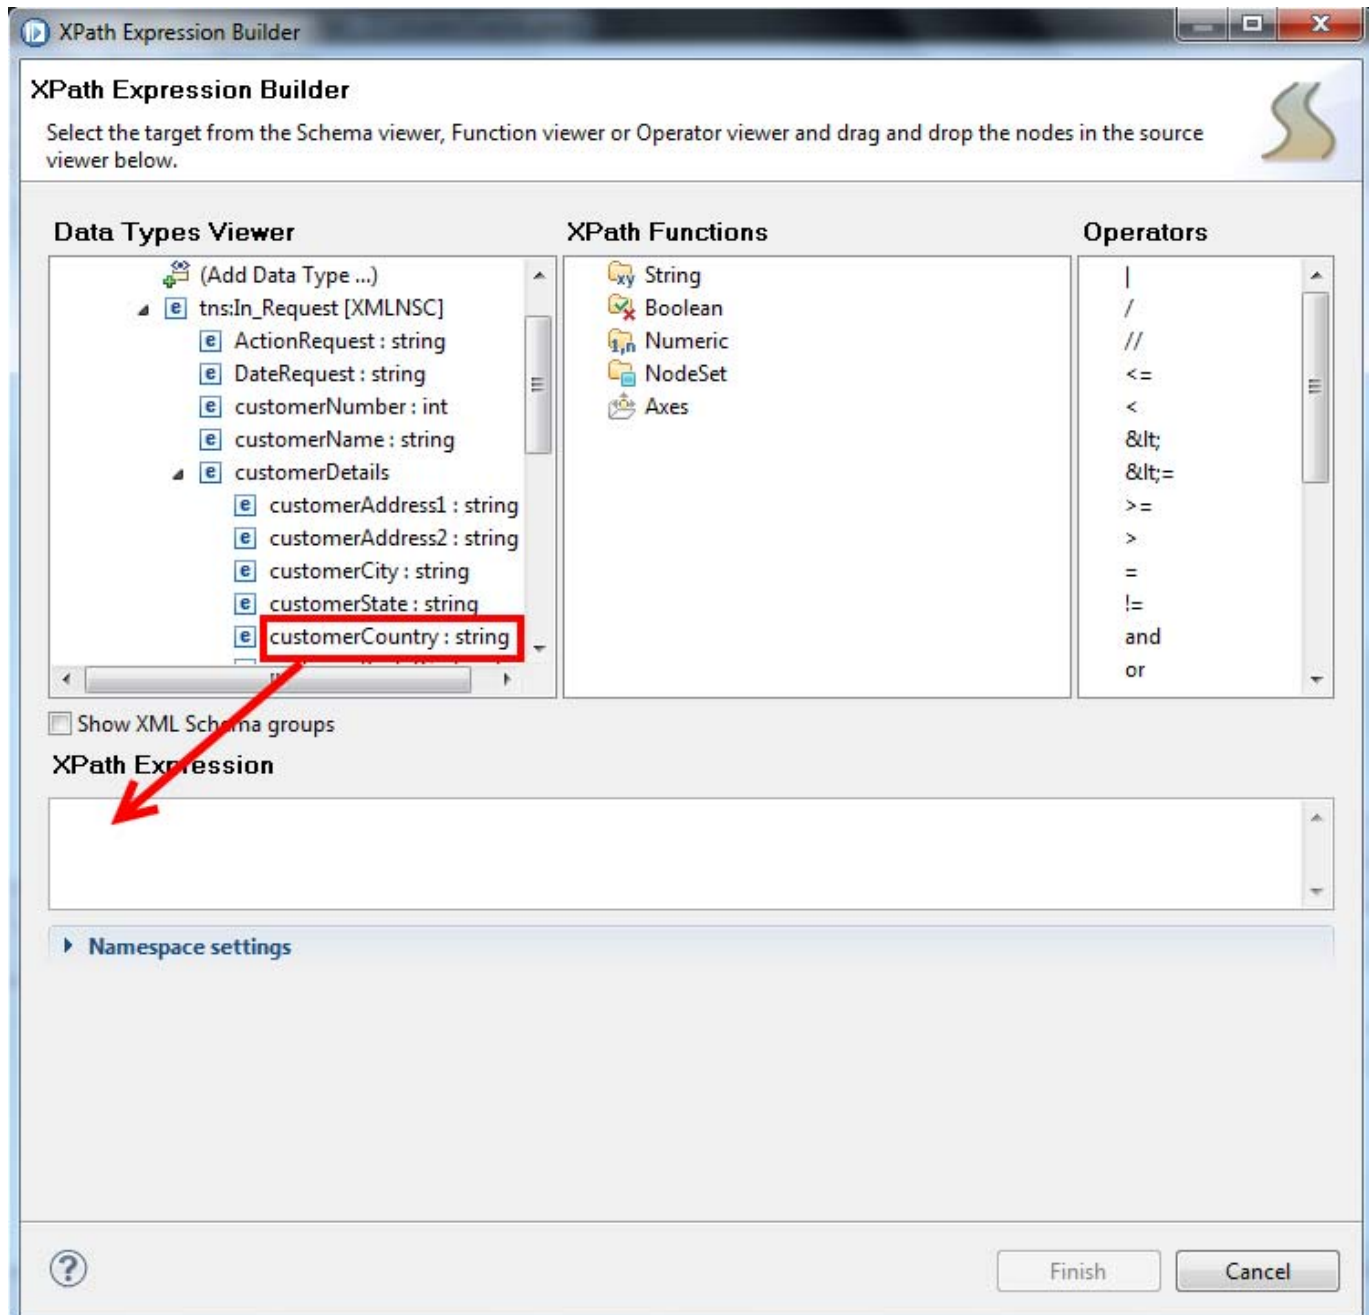 XPath Expression Builder
XPath Expression Builder
Select the target from the Schema viewer, Function viewer or Operator viewer and drag and drop the nodes in the source
viewer below.
Data Types Viewer
(Add Data Type ...)
tns:In_Request [XMLNSC]
ActionRequest : string
DateRequest : string
customerNumber : int
customerName : string
customerDetails
customerAddress1 : string
customerAddress2 : string
customerCity : string
customerState : string
customerCountry : string
XPath Functions
String
Boolean
Numeric
NodeSet
Axes
Operators
|
/
//
<=
<
&lt;
&lt;=
>=
>
=
!=
and
or
Show XML Schema groups
XPath Expression
Namespace settings
Finish
Cancel